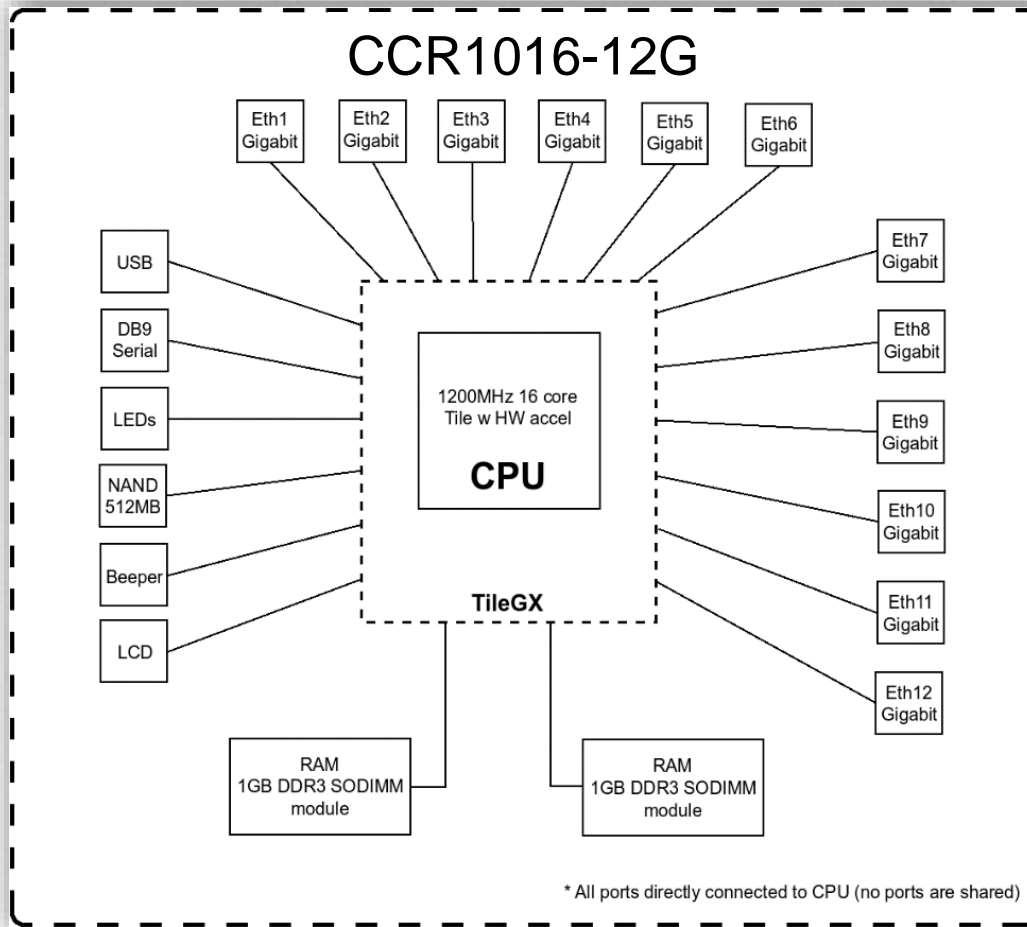 CCR1016-12G
Eth1
Gigabit
Eth2
Gigabit
Eth3
Gigabit
Eth4
Gigabit
Eth5
Gigabit
Eth6
Gigabit
USB
DB9
Serial
LEDs
NAND
512MB
Beeper
LCD
1200MHz 16 core
Tile w HW accel
CPU
TileGX
Eth7
Gigabit
Eth8
Gigabit
Eth9
Gigabit
Eth10
Gigabit
Eth11
Gigabit
Eth12
Gigabit
RAM
1GB DDR3 SODIMM
module
RAM
1GB DDR3 SODIMM
module
* All ports directly connected to CPU (no ports are shared)